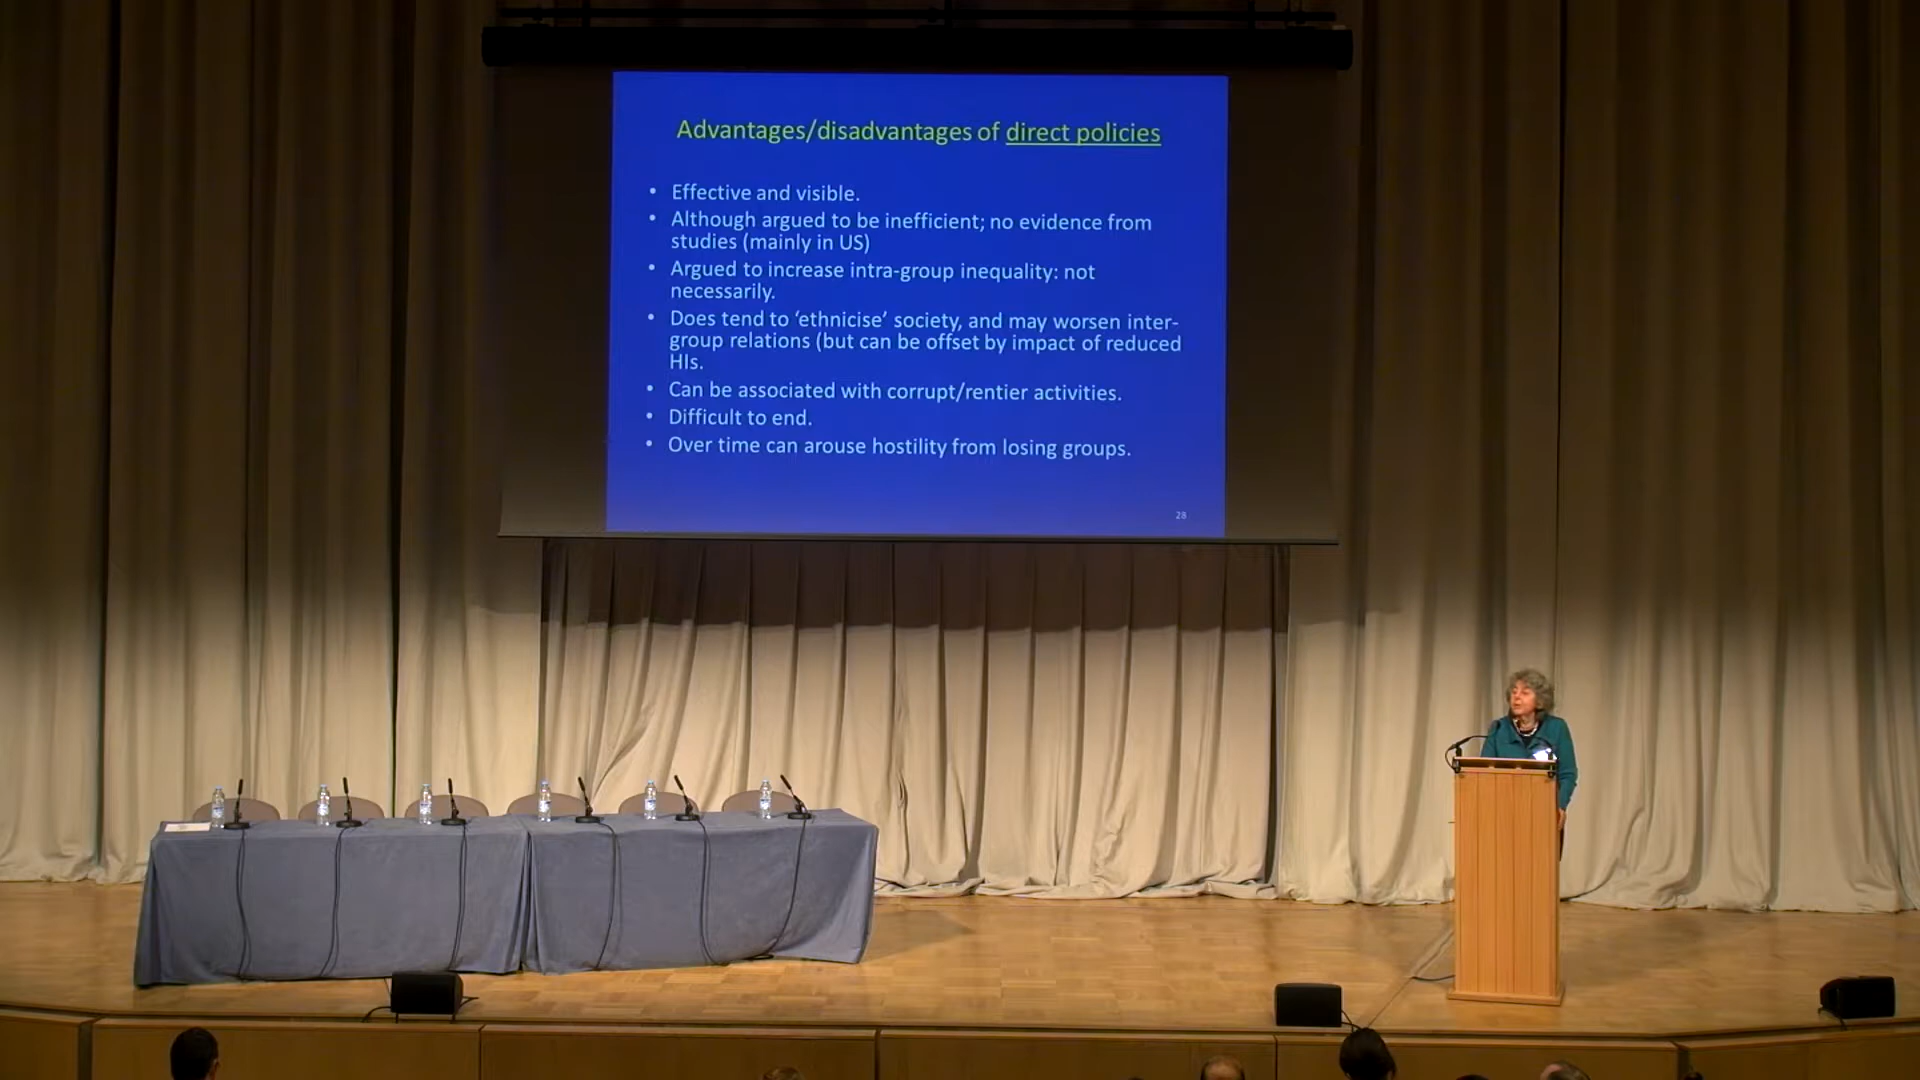 Advantages/disadvantages of direct policies
• Effective and visible.
• Although argued to be inefficient; no evidence from
studies (mainly in US)
• Argued to increase intra-group inequality: not
necessarily.
• Does tend to ‘ethnicise’ society, and may worsen inter-
group relations (but can be offset by impact of reduced
HIs.
• Can be associated with corrupt/rentier activities.
• Difficult to end.
• Over time can arouse hostility from losing groups.
28